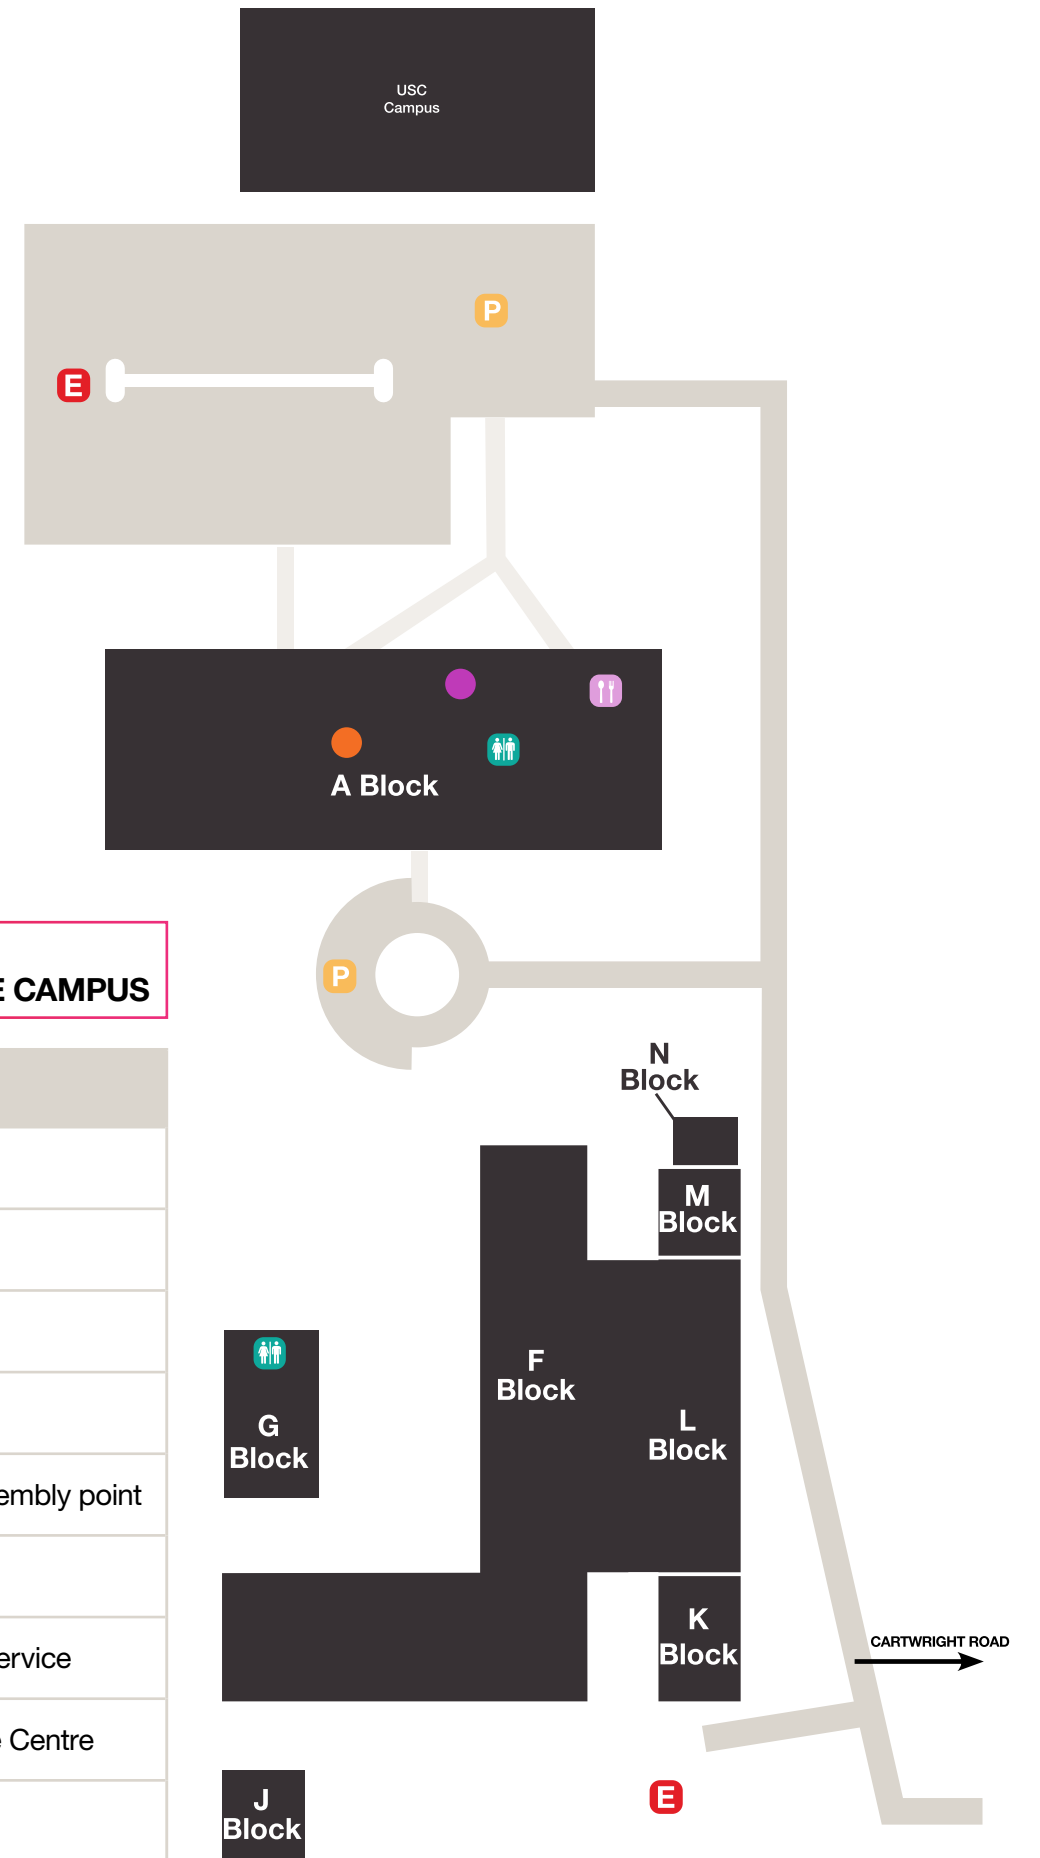 USC
Campus
P
E
A Block
E CAMPUS
P
N
Block
M
Block
F
Block
L
Block
G
Block
embly point
K
Block
ervice
CARTWRIGHT ROAD
e Centre
E
J
Block